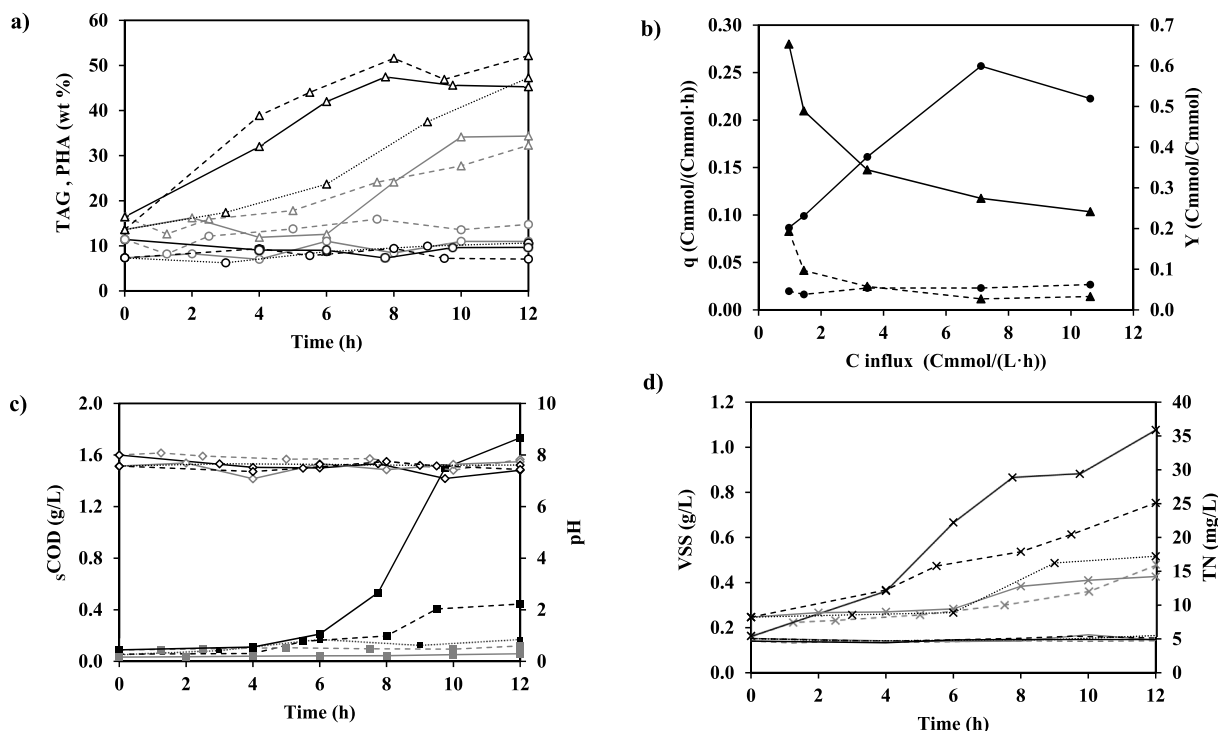 a)
TAG , PHA (wt %)
60
50
40
30
20
10
0
0 2 4 6 8 10 12
Time (h)
b)
q (Cmmol/(Cmmol·h)
0.30
0.25
0.20
0.15
0.10
0.05
0.00
0 2 4 6 8 10 12
C influx (Cmmol/(L·h))
0.7
0.6
0.5
0.4
0.3
0.2
0.1
0.0
Y (Cmmol/Cmmol)
c)
sCOD (g/L)
2.0
1.6
1.2
0.8
0.4
0.0
0 2 4 6 8 10 12
Time (h)
10
8
6
4
2
0
pH
d)
VSS (g/L)
1.2
1.0
0.8
0.6
0.4
0.2
0.0
0 2 4 6 8 10 12
Time (h)
40
35
30
25
20
15
10
5
0
TN (mg/L)